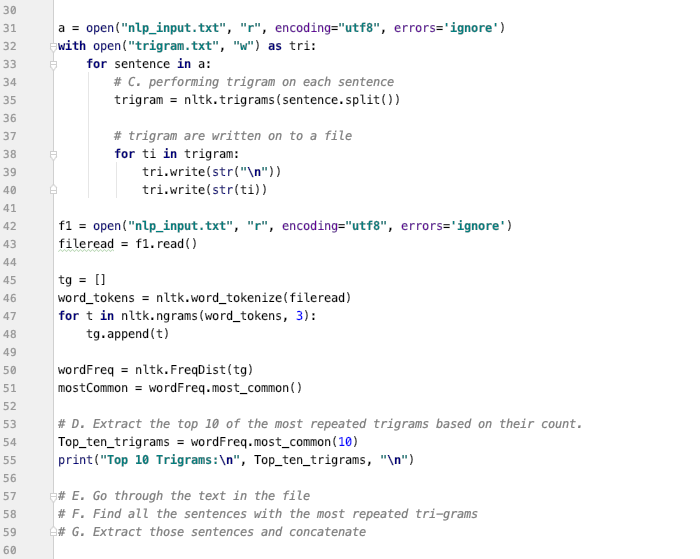 30
31 a = open("nlp_input.txt", "r", encoding="utf8", errors='ignore')
32 with open("trigram.txt", "w") as tri:
33     for sentence in a:
34         # C. performing trigram on each sentence
35         trigram = nltk.trigrams(sentence.split())
36
37         # trigram are written on to a file
38         for ti in trigram:
39             tri.write(str("\n"))
40             tri.write(str(ti))
41
42 f1 = open("nlp_input.txt", "r", encoding="utf8", errors='ignore')
43 fileread = f1.read()
44
45 tg = []
46 word_tokens = nltk.word_tokenize(fileread)
47 for t in nltk.ngrams(word_tokens, 3):
48     tg.append(t)
49
50 wordFreq = nltk.FreqDist(tg)
51 mostCommon = wordFreq.most_common()
52
53 # D. Extract the top 10 of the most repeated trigrams based on their count.
54 Top_ten_trigrams = wordFreq.most_common(10)
55 print("Top 10 Trigrams:\n", Top_ten_trigrams, "\n")
56
57 # E. Go through the text in the file
58 # F. Find all the sentences with the most repeated tri-grams
59 # G. Extract those sentences and concatenate
60